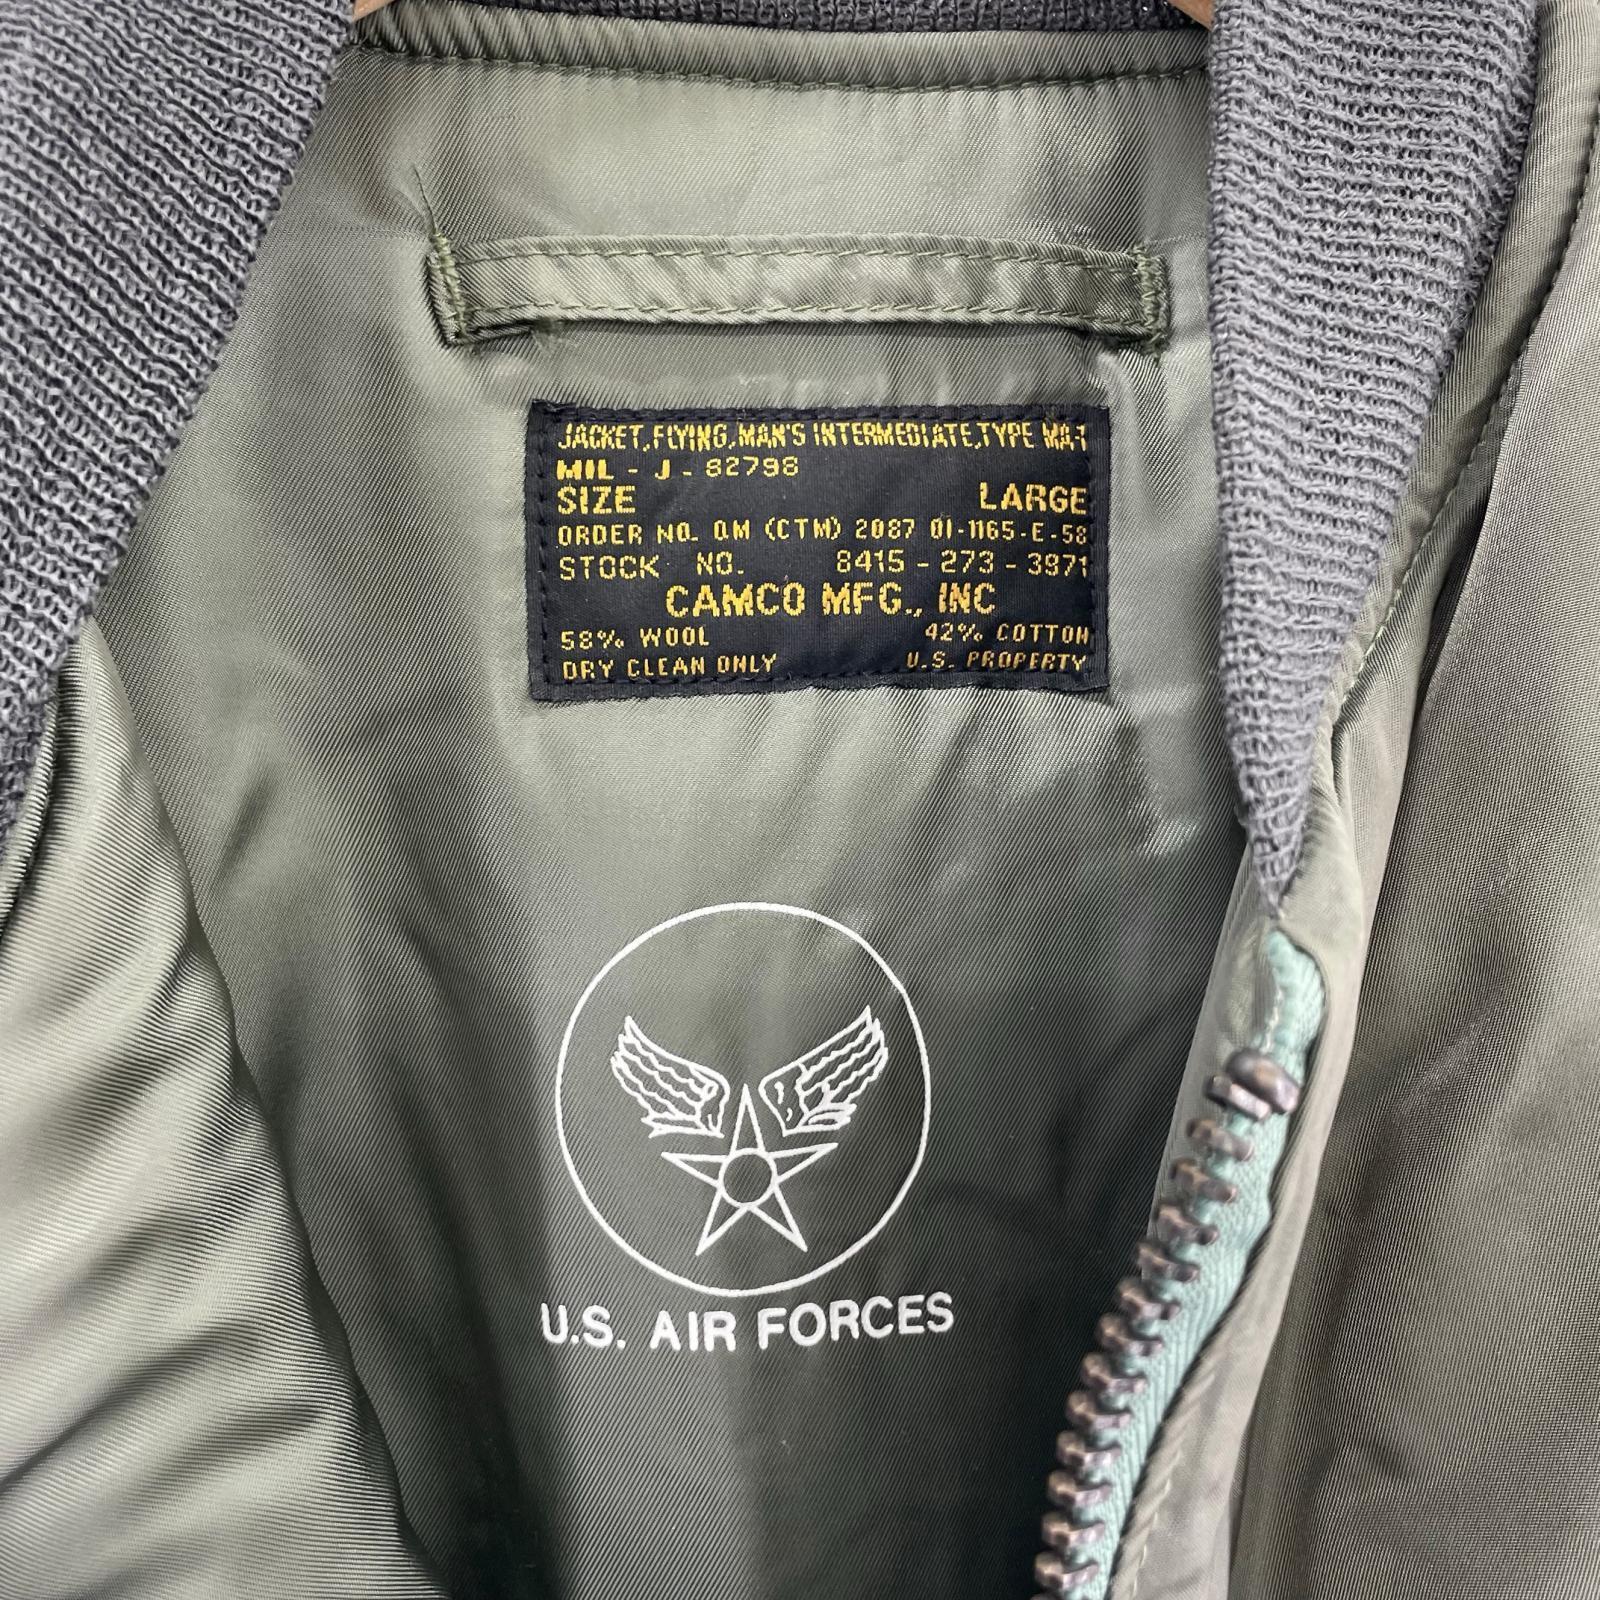 JACKET, FLYING, MAN'S INTERMEDIATE, TYPE MA-1
MIL - J - 82798
SIZE LARGE
ORDER NO. QM (CTM) 2087 01-1165-E-58
STOCK NO. 8415 - 273 - 3971
CAMCO MFG., INC
58% WOOL 42% COTTON
DRY CLEAN ONLY U.S. PROPERTY
U.S. AIR FORCES